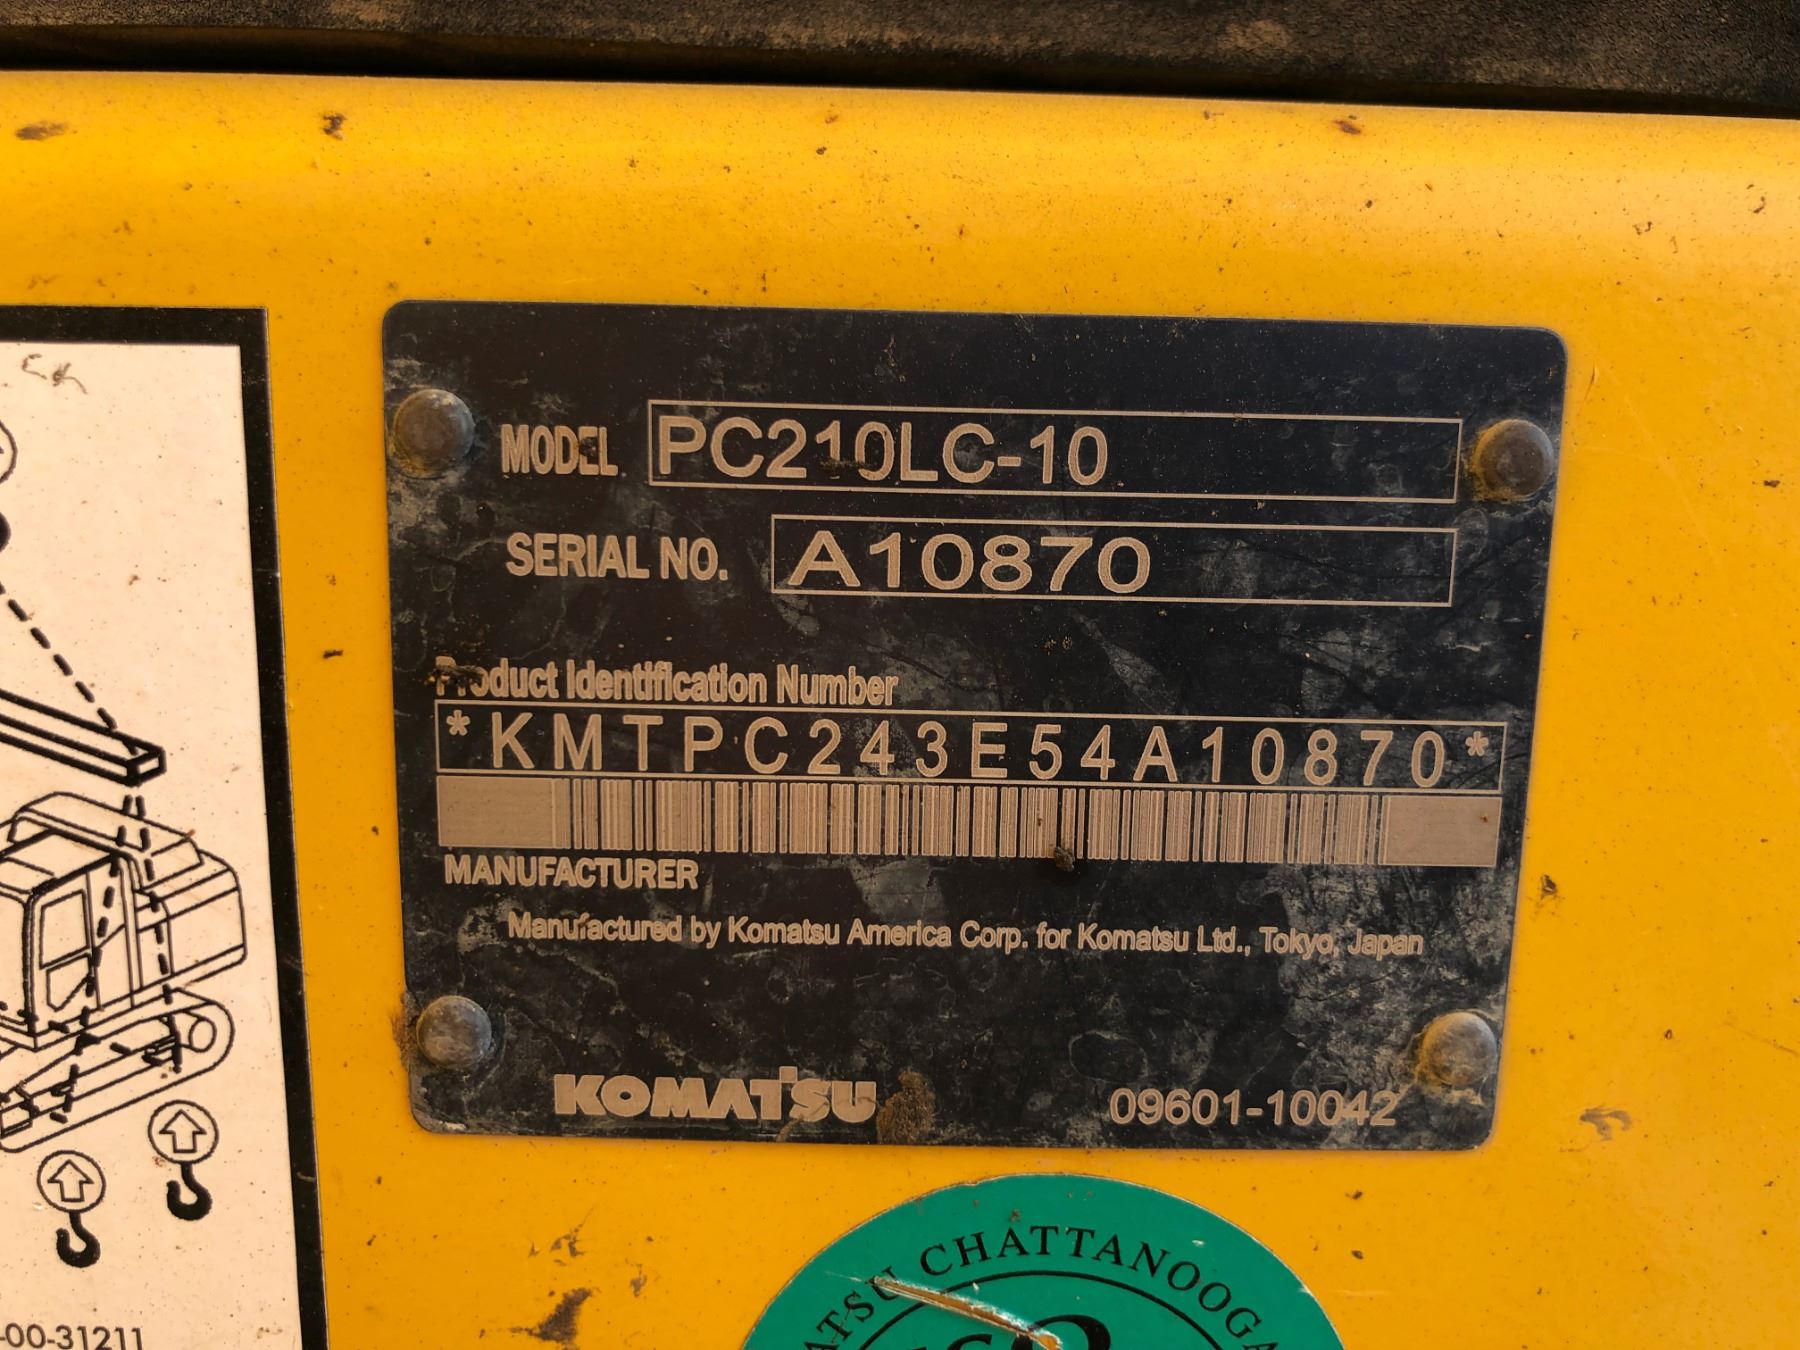 MODEL PC210LC-10
SERIAL NO. A10870
Product Identification Number
*KMTPC243E54A10870*
MANUFACTURER
Manufactured by Komatsu America Corp. for Komatsu Ltd., Tokyo, Japan
KOMATSU 09601-10042
CHATTANOOGA
-00-31211